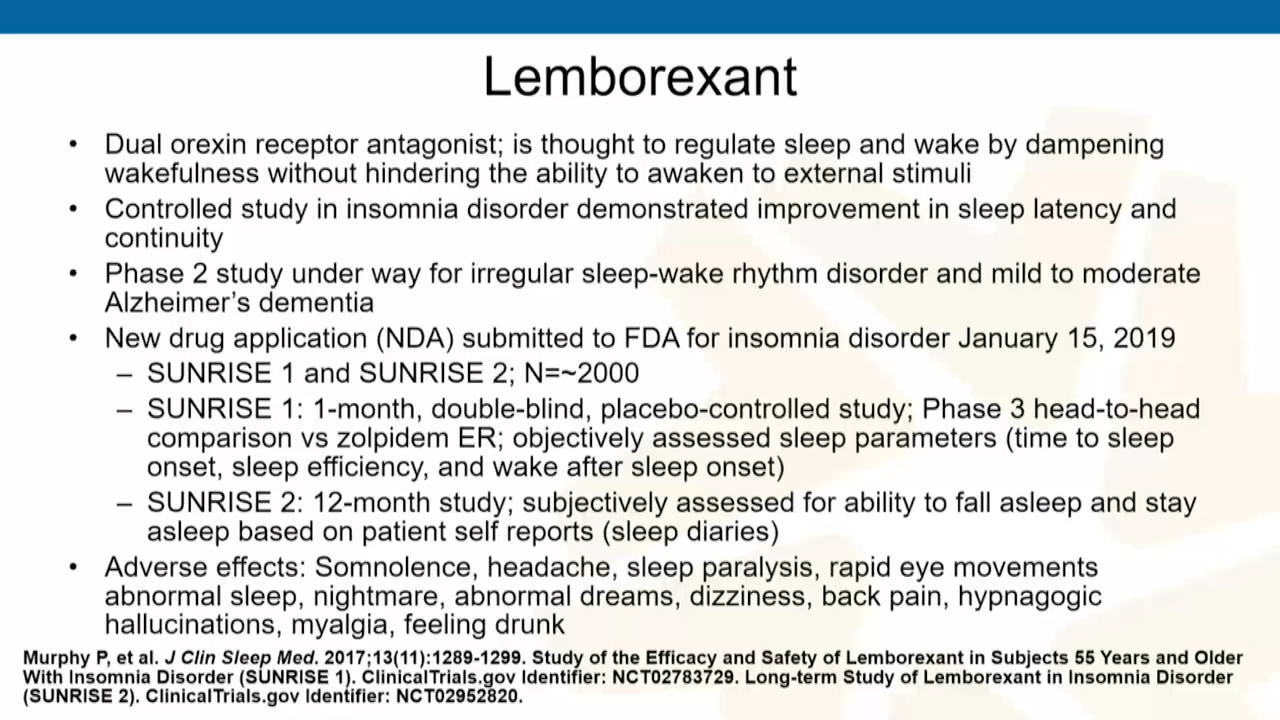 Lemborexant
• Dual orexin receptor antagonist; is thought to regulate sleep and wake by dampening
wakefulness without hindering the ability to awaken to external stimuli
• Controlled study in insomnia disorder demonstrated improvement in sleep latency and
continuity
• Phase 2 study under way for irregular sleep-wake rhythm disorder and mild to moderate
Alzheimer's dementia
• New drug application (NDA) submitted to FDA for insomnia disorder January 15, 2019
– SUNRISE 1 and SUNRISE 2; N=~2000
– SUNRISE 1: 1-month, double-blind, placebo-controlled study; Phase 3 head-to-head
comparison vs zolpidem ER; objectively assessed sleep parameters (time to sleep
onset, sleep efficiency, and wake after sleep onset)
– SUNRISE 2: 12-month study; subjectively assessed for ability to fall asleep and stay
asleep based on patient self reports (sleep diaries)
• Adverse effects: Somnolence, headache, sleep paralysis, rapid eye movements
abnormal sleep, nightmare, abnormal dreams, dizziness, back pain, hypnagogic
hallucinations, myalgia, feeling drunk
Murphy P, et al. J Clin Sleep Med. 2017;13(11):1289-1299. Study of the Efficacy and Safety of Lemborexant in Subjects 55 Years and Older
With Insomnia Disorder (SUNRISE 1). ClinicalTrials.gov Identifier: NCT02783729. Long-term Study of Lemborexant in Insomnia Disorder
(SUNRISE 2). ClinicalTrials.gov Identifier: NCT02952820.